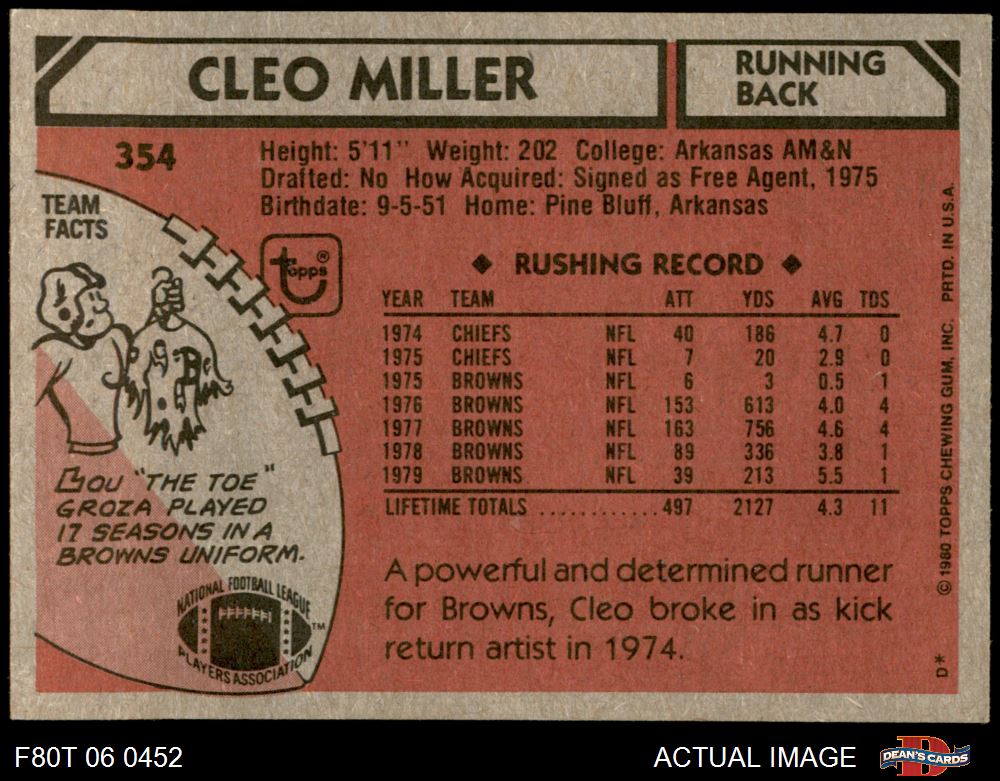 CLEO MILLER
RUNNING
BACK
354
Height: 5'11" Weight: 202 College: Arkansas AM&N
Drafted: No How Acquired: Signed as Free Agent, 1975
Birthdate: 9-5-51 Home: Pine Bluff, Arkansas
TEAM
FACTS
Topps®
◆ RUSHING RECORD ◆
YEAR TEAM ATT YDS AVG TDS
1974 CHIEFS NFL 40 186 4.7 0
1975 CHIEFS NFL 7 20 2.9 0
1975 BROWNS NFL 6 3 0.5 1
1976 BROWNS NFL 153 613 4.0 4
1977 BROWNS NFL 163 756 4.6 4
1978 BROWNS NFL 89 336 3.8 1
1979 BROWNS NFL 39 213 5.5 1
LIFETIME TOTALS ............ 497 2127 4.3 11
LOU "THE TOE"
GROZA PLAYED
17 SEASONS IN A
BROWNS UNIFORM.
NATIONAL FOOTBALL LEAGUE
PLAYERS ASSOCIATION
TM
A powerful and determined runner
for Browns, Cleo broke in as kick
return artist in 1974.
© 1980 TOPPS CHEWING GUM, INC. PRTD. IN U.S.A.
D*
F80T 06 0452
ACTUAL IMAGE
DEAN'S CARDS